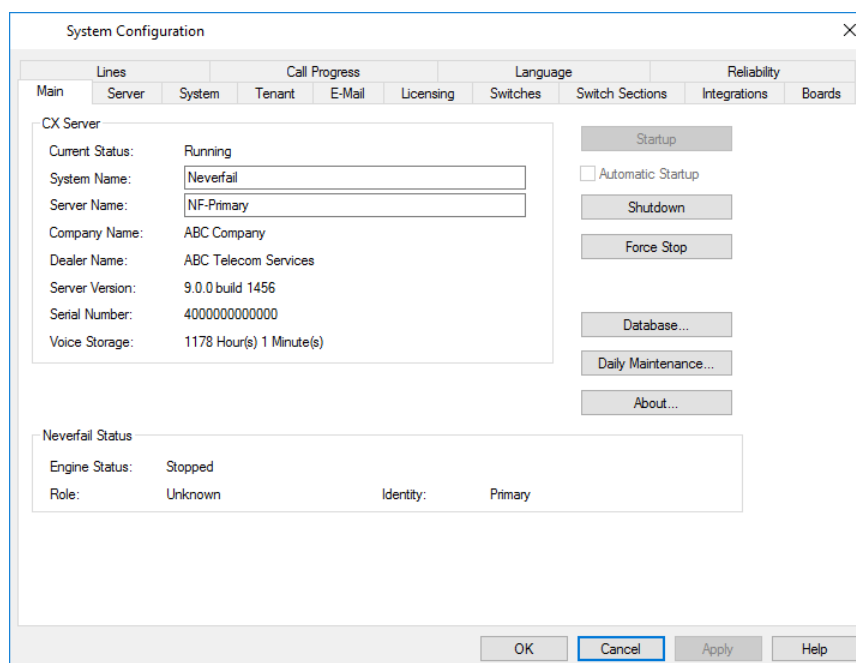 System Configuration
Lines Call Progress Language Reliability
Main Server System Tenant E-Mail Licensing Switches Switch Sections Integrations Boards
CX Server
Current Status: Running
System Name: Neverfail
Server Name: NF-Primary
Company Name: ABC Company
Dealer Name: ABC Telecom Services
Server Version: 9.0.0 build 1456
Serial Number: 4000000000000
Voice Storage: 1178 Hour(s) 1 Minute(s)
Startup
Automatic Startup
Shutdown
Force Stop
Database...
Daily Maintenance...
About...
Neverfail Status
Engine Status: Stopped
Role: Unknown Identity: Primary
OK Cancel Apply Help